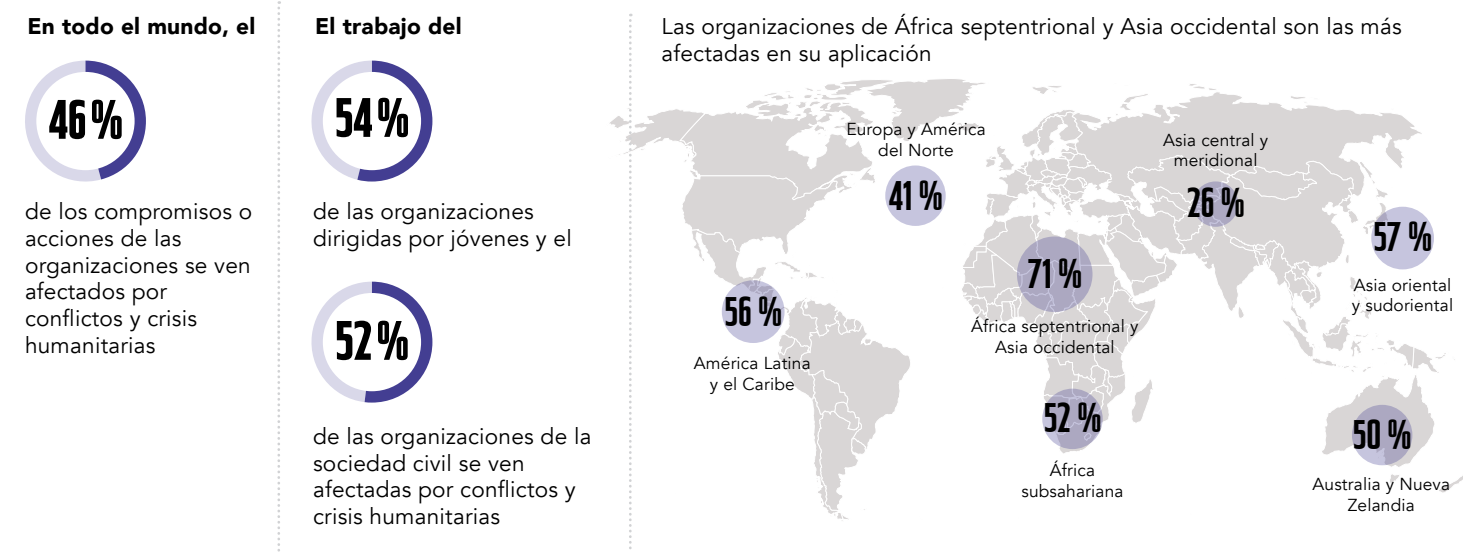 En todo el mundo, el
46 %
de los compromisos o
acciones de las
organizaciones se ven
afectados por
conflictos y crisis
humanitarias
El trabajo del
54 %
de las organizaciones
dirigidas por jóvenes y el
52 %
de las organizaciones de la
sociedad civil se ven
afectadas por conflictos y
crisis humanitarias
Las organizaciones de África septentrional y Asia occidental son las más
afectadas en su aplicación
Europa y América
del Norte
41 %
Asia central y
meridional
26 %
57 %
Asia oriental
y sudoriental
71 %
África septentrional y
Asia occidental
56 %
América Latina
y el Caribe
52 %
África
subsahariana
50 %
Australia y Nueva
Zelandia